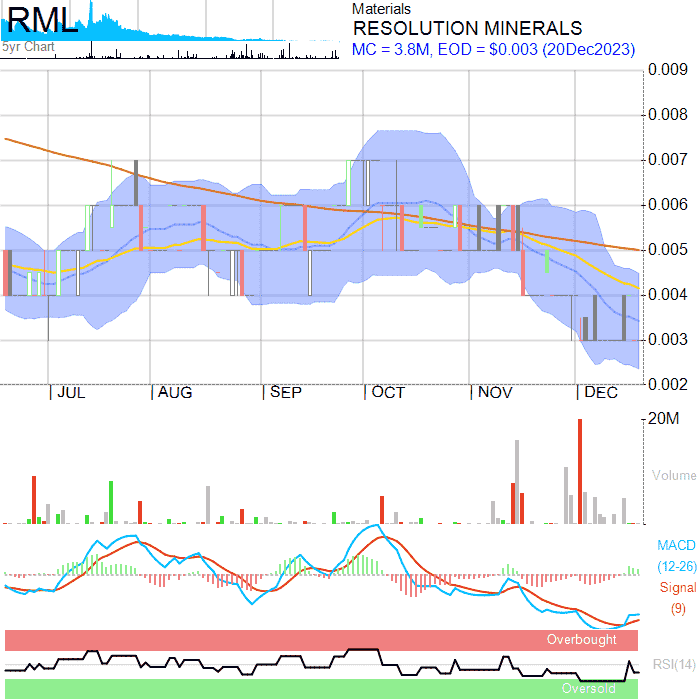 RML
5yr Chart
Materials
RESOLUTION MINERALS
MC = 3.8M, EOD = $0.003 (20Dec2023)
0.009
0.008
0.007
0.006
0.005
0.004
0.003
0.002
JUL AUG SEP OCT NOV DEC
20M
Volume
MACD
(12-26)
Signal
(9)
Overbought
RSI(14)
Oversold